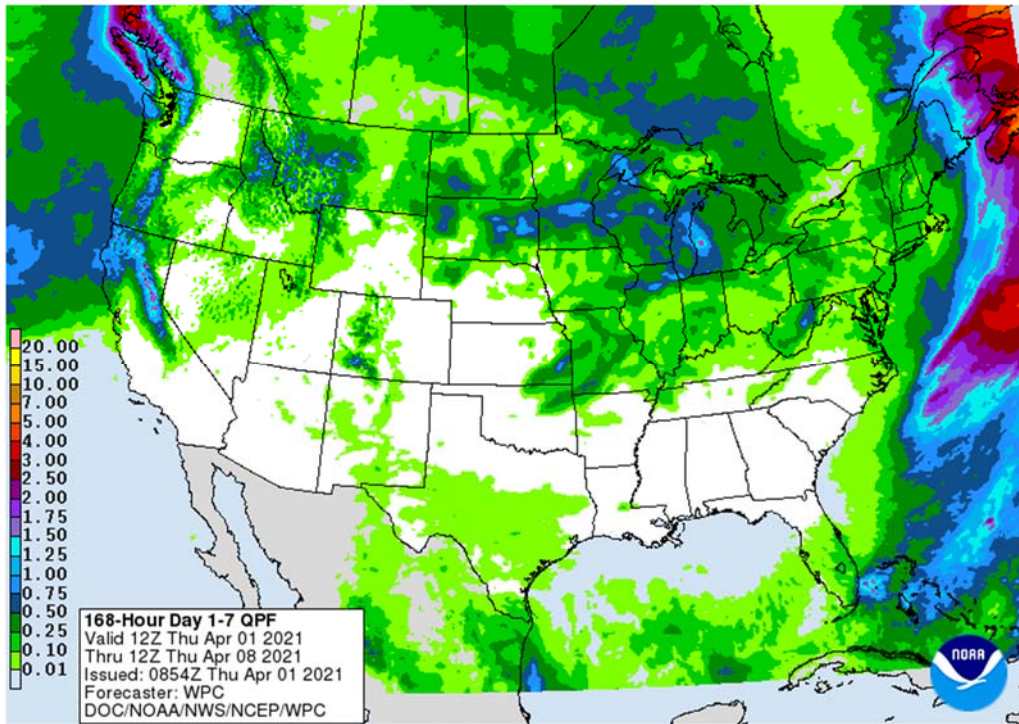 20.00
15.00
10.00
7.00
5.00
4.00
3.00
2.50
2.00
1.75
1.50
1.25
1.00
0.75
0.50
0.25
0.10
0.01
168-Hour Day 1-7 QPF
Valid 12Z Thu Apr 01 2021
Thru 12Z Thu Apr 08 2021
Issued: 0854Z Thu Apr 01 2021
Forecaster: WPC
DOC/NOAA/NWS/NCEP/WPC
NOAA